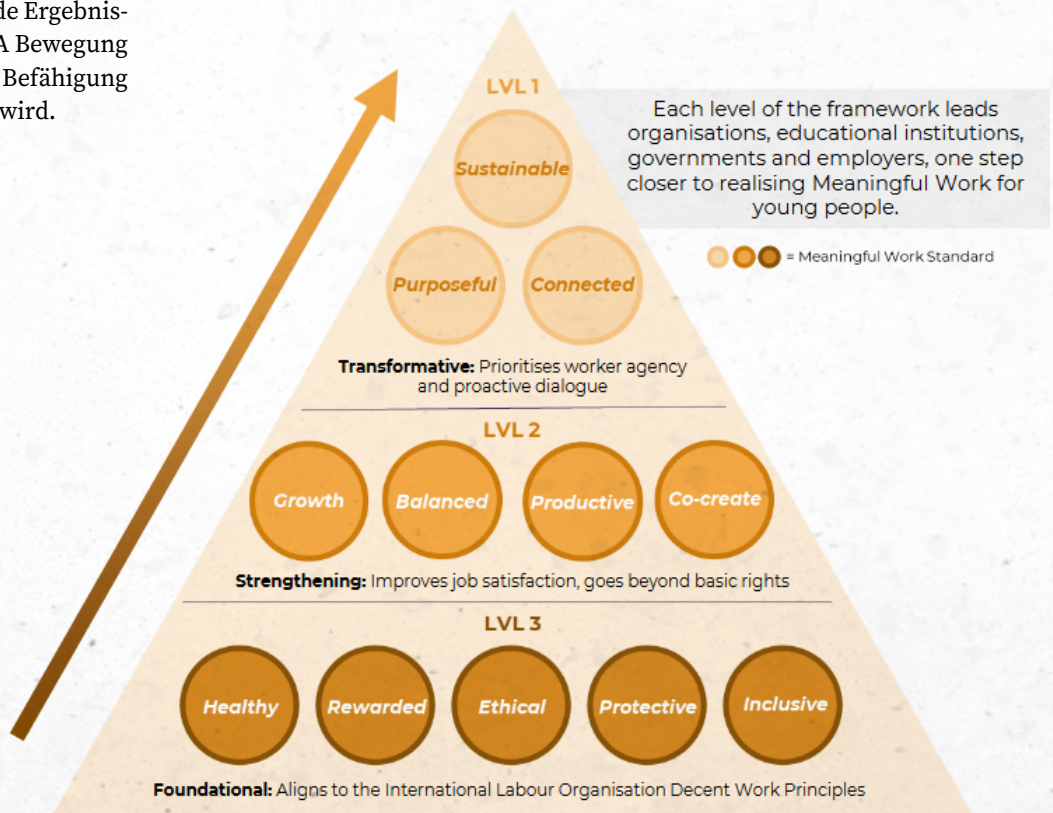 de Ergebnis-
A Bewegung
Befähigung
wird.
LVL 1
Sustainable
Each level of the framework leads
organisations, educational institutions,
governments and employers, one step
closer to realising Meaningful Work for
young people.
= Meaningful Work Standard
Purposeful
Connected
Transformative: Prioritises worker agency
and proactive dialogue
LVL 2
Growth
Balanced
Productive
Co-create
Strengthening: Improves job satisfaction, goes beyond basic rights
LVL 3
Healthy
Rewarded
Ethical
Protective
Inclusive
Foundational: Aligns to the International Labour Organisation Decent Work Principles